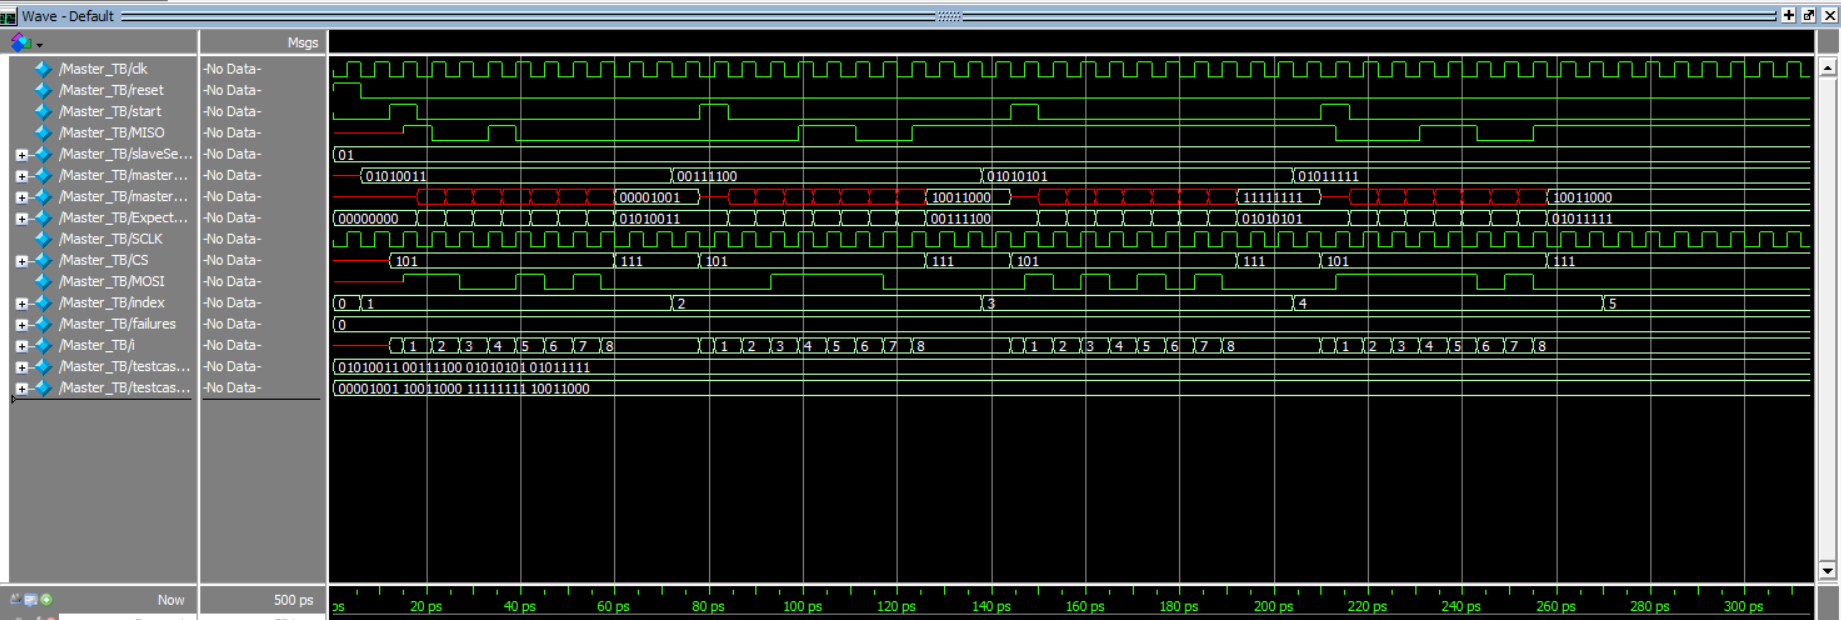 Wave - Default
Msgs
/Master_TB/clk -No Data-
/Master_TB/reset -No Data-
/Master_TB/start -No Data-
/Master_TB/MISO -No Data-
/Master_TB/slaveSe... -No Data- 01
/Master_TB/master... -No Data- 01010011 00111100 01010101 01011111
/Master_TB/master... -No Data- 00001001 10011000 11111111 10011000
/Master_TB/Expect... -No Data- 00000000 01010011 00111100 01010101 01011111
/Master_TB/SCLK -No Data-
/Master_TB/CS -No Data- 101 111 101 111 101 111 101 111
/Master_TB/MOSI -No Data-
/Master_TB/index -No Data- 0 1 2 3 4 5
/Master_TB/failures -No Data- 0
/Master_TB/i -No Data- 1 2 3 4 5 6 7 8 1 2 3 4 5 6 7 8 1 2 3 4 5 6 7 8 1 2 3 4 5 6 7 8
/Master_TB/testcas... -No Data- 01010011 00111100 01010101 01011111
/Master_TB/testcas... -No Data- 00001001 10011000 11111111 10011000
Now 500 ps ps 20 ps 40 ps 60 ps 80 ps 100 ps 120 ps 140 ps 160 ps 180 ps 200 ps 220 ps 240 ps 260 ps 280 ps 300 ps